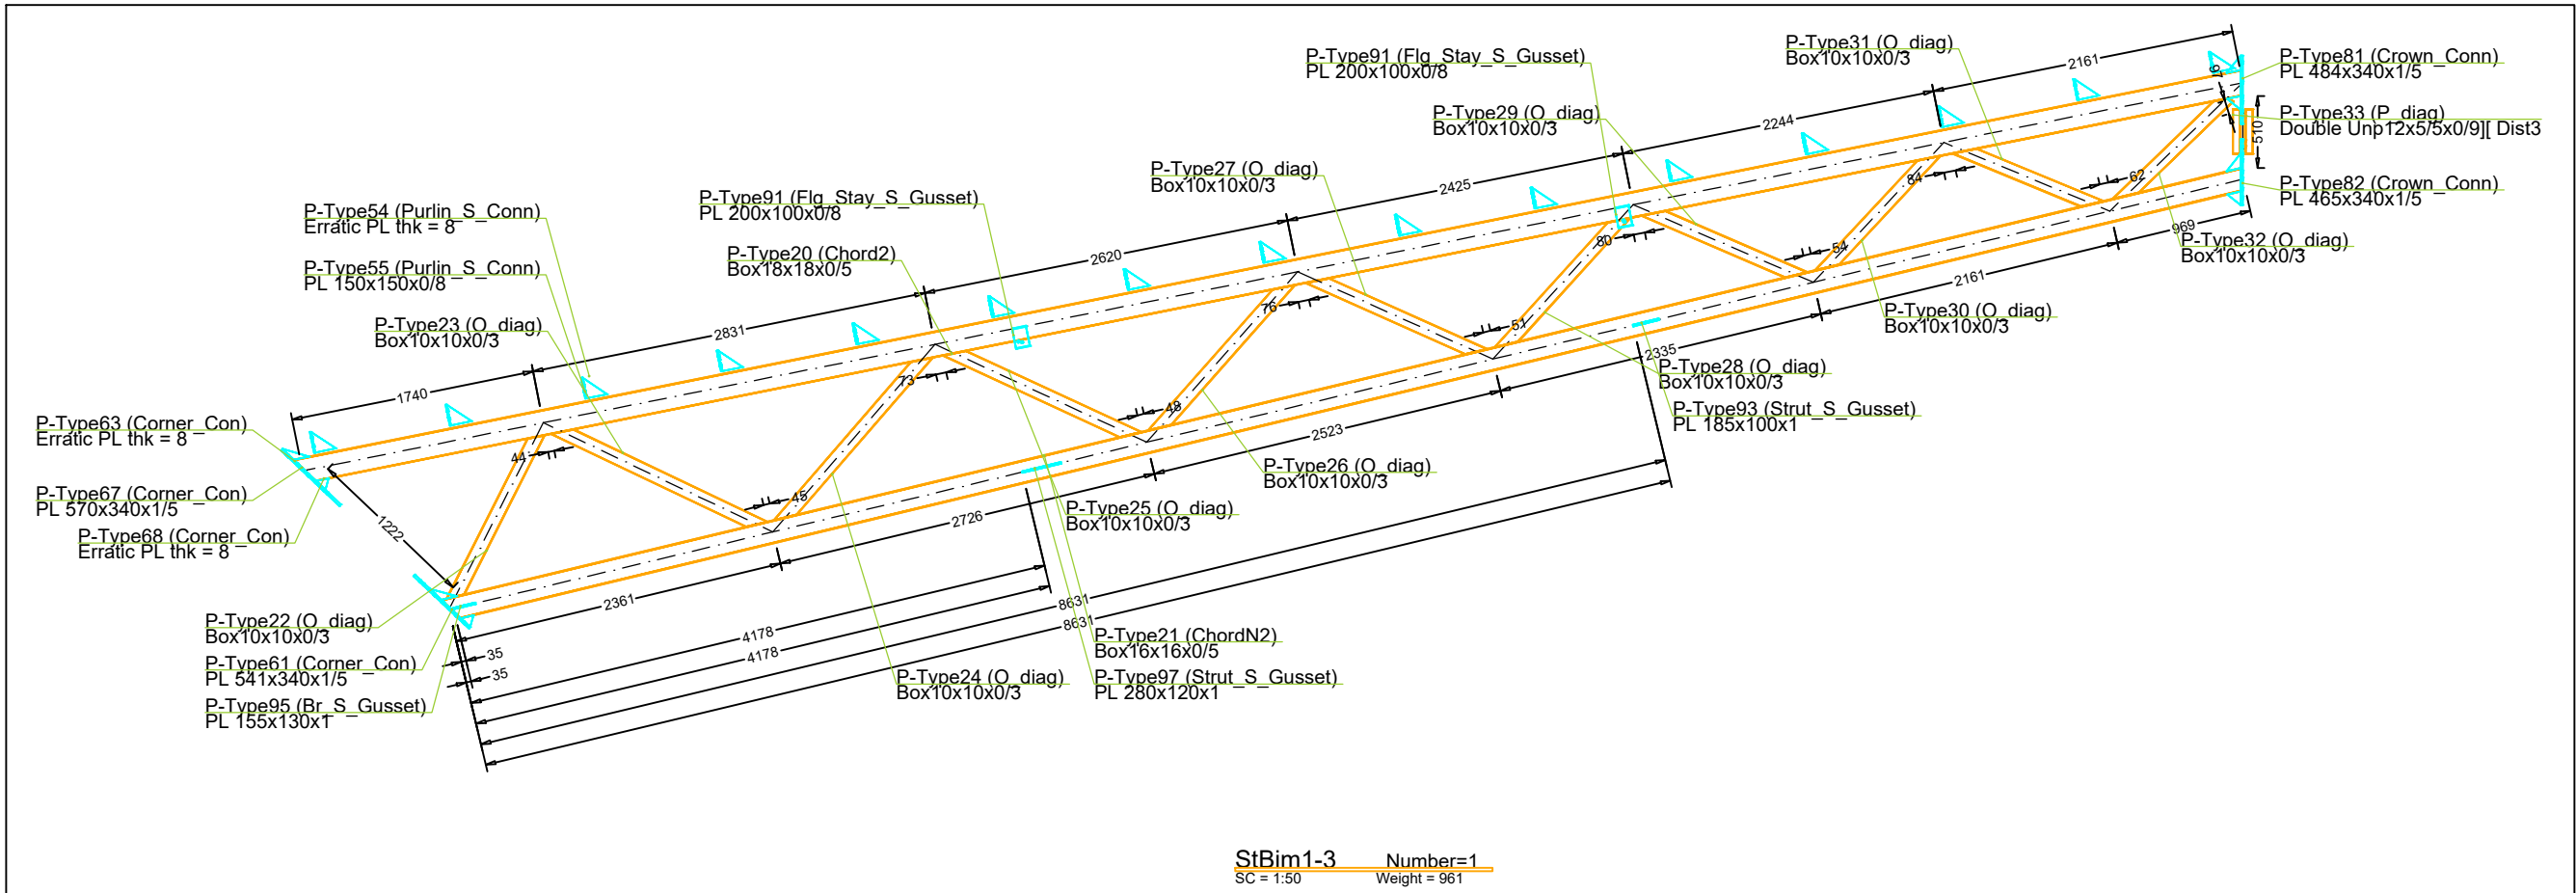 P-Type91 (Flg_Stay_S_Gusset)
PL 200x100x0/8
P-Type31 (O_diag)
Box10x10x0/3
2161
P-Type81 (Crown_Conn)
PL 484x340x1/5
97
P-Type29 (O_diag)
Box10x10x0/3
2244
P-Type33 (P_diag)
Double Unp12x5/5x0/9][ Dist3
510
P-Type27 (O_diag)
Box10x10x0/3
2425
84
62
P-Type82 (Crown_Conn)
PL 465x340x1/5
P-Type54 (Purlin_S_Conn)
Erratic PL thk = 8
P-Type91 (Flg_Stay_S_Gusset)
PL 200x100x0/8
969
P-Type55 (Purlin_S_Conn)
PL 150x150x0/8
P-Type20 (Chord2)
Box18x18x0/5
2620
80
54
P-Type32 (O_diag)
Box10x10x0/3
2161
P-Type23 (O_diag)
Box10x10x0/3
2831
76
51
P-Type30 (O_diag)
Box10x10x0/3
2335
P-Type28 (O_diag)
Box10x10x0/3
1740
73
48
P-Type93 (Strut_S_Gusset)
PL 185x100x1
P-Type63 (Corner_Con)
Erratic PL thk = 8
2523
44
P-Type26 (O_diag)
Box10x10x0/3
P-Type67 (Corner_Con)
PL 570x340x1/5
45
P-Type25 (O_diag)
Box10x10x0/3
2726
1222
P-Type68 (Corner_Con)
Erratic PL thk = 8
2361
8631
8631
P-Type22 (O_diag)
Box10x10x0/3
4178
4178
P-Type21 (ChordN2)
Box16x16x0/5
35
35
P-Type61 (Corner_Con)
PL 541x340x1/5
P-Type24 (O_diag)
Box10x10x0/3
P-Type97 (Strut_S_Gusset)
PL 280x120x1
P-Type95 (Br_S_Gusset)
PL 155x130x1
StBim1-3 Number=1
SC = 1:50 Weight = 961